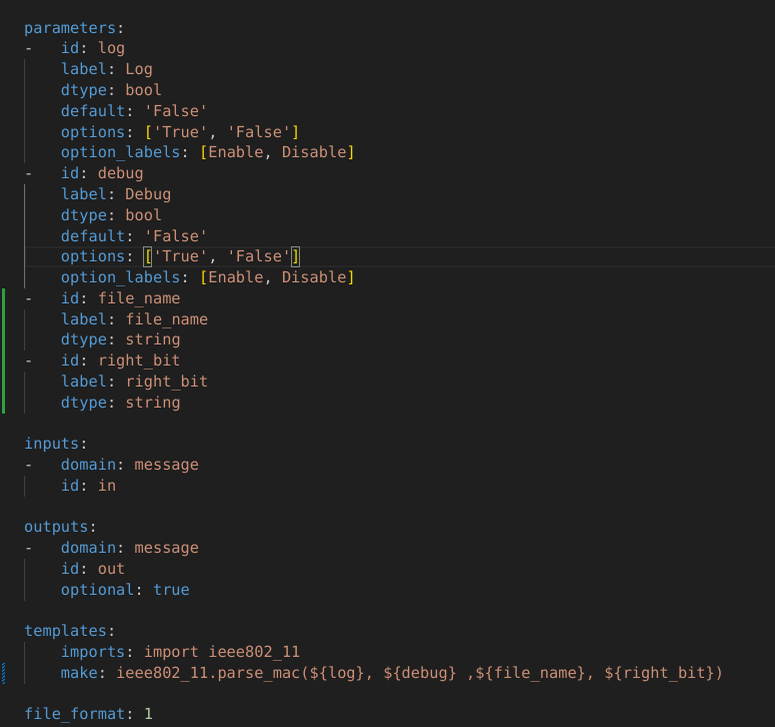 parameters:
-   id: log
    label: Log
    dtype: bool
    default: 'False'
    options: ['True', 'False']
    option_labels: [Enable, Disable]
-   id: debug
    label: Debug
    dtype: bool
    default: 'False'
    options: ['True', 'False']
    option_labels: [Enable, Disable]
-   id: file_name
    label: file_name
    dtype: string
-   id: right_bit
    label: right_bit
    dtype: string

inputs:
-   domain: message
    id: in

outputs:
-   domain: message
    id: out
    optional: true

templates:
    imports: import ieee802_11
    make: ieee802_11.parse_mac(${log}, ${debug} ,${file_name}, ${right_bit})

file_format: 1